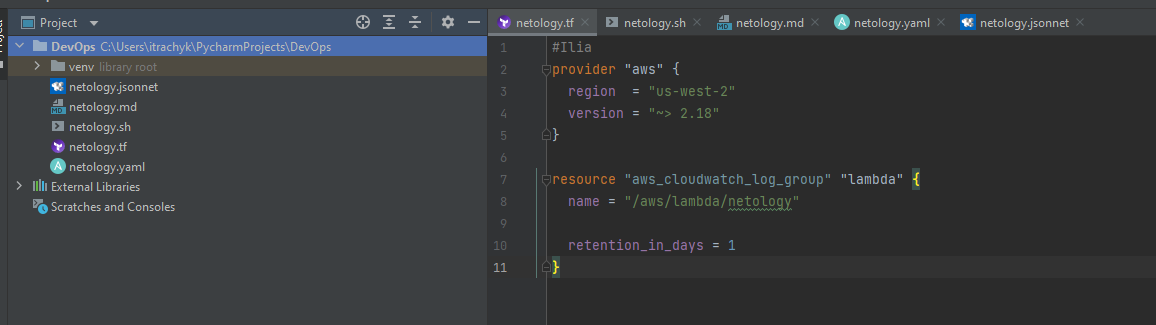 Project
DevOps C:\Users\itrachyk\PycharmProjects\DevOps
venv library root
netology.jsonnet
netology.md
netology.sh
netology.tf
netology.yaml
External Libraries
Scratches and Consoles
netology.tf netology.sh netology.md netology.yaml netology.jsonnet
1 #Ilia
2 provider "aws" {
3 region = "us-west-2"
4 version = "~> 2.18"
5 }
6
7 resource "aws_cloudwatch_log_group" "lambda" {
8 name = "/aws/lambda/netology"
9
10 retention_in_days = 1
11 }